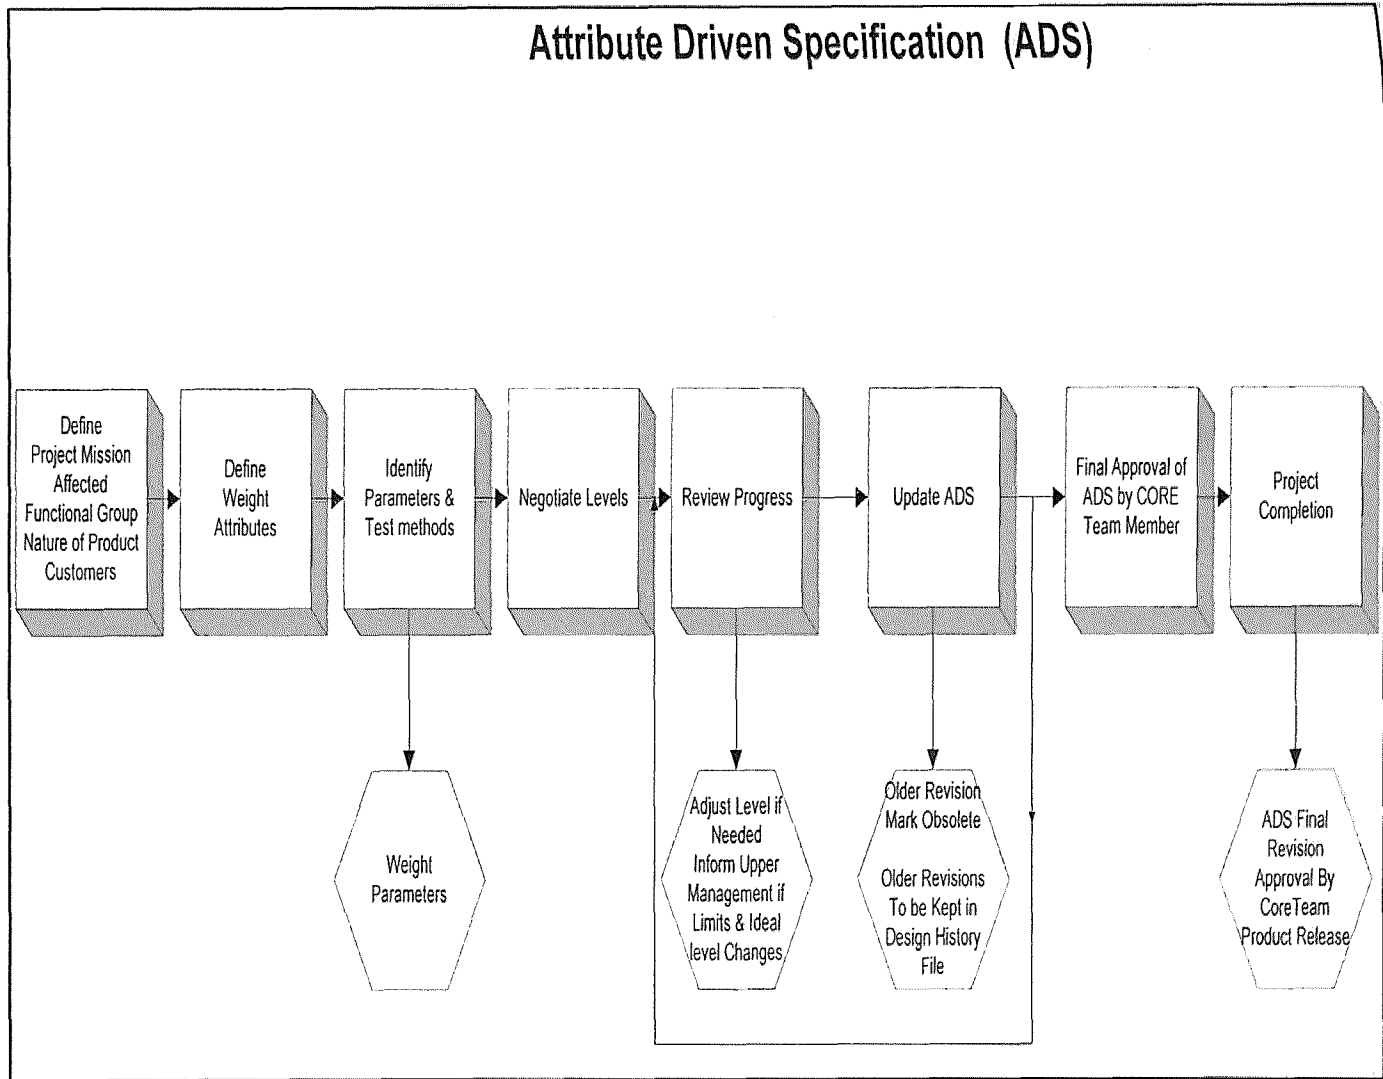 Attribute Driven Specification (ADS)
Define
Project Mission
Affected
Functional Group
Nature of Product
Customers
Define
Weight
Attributes
Identify
Parameters &
Test methods
Negotiate Levels
Review Progress
Update ADS
Final Approval of
ADS by CORE
Team Member
Project
Completion
Weight
Parameters
Adjust Level if
Needed
Inform Upper
Management if
Limits & Ideal
level Changes
Older Revision
Mark Obsolete
Older Revisions
To be Kept in
Design History
File
ADS Final
Revision
Approval By
CoreTeam
Product Release